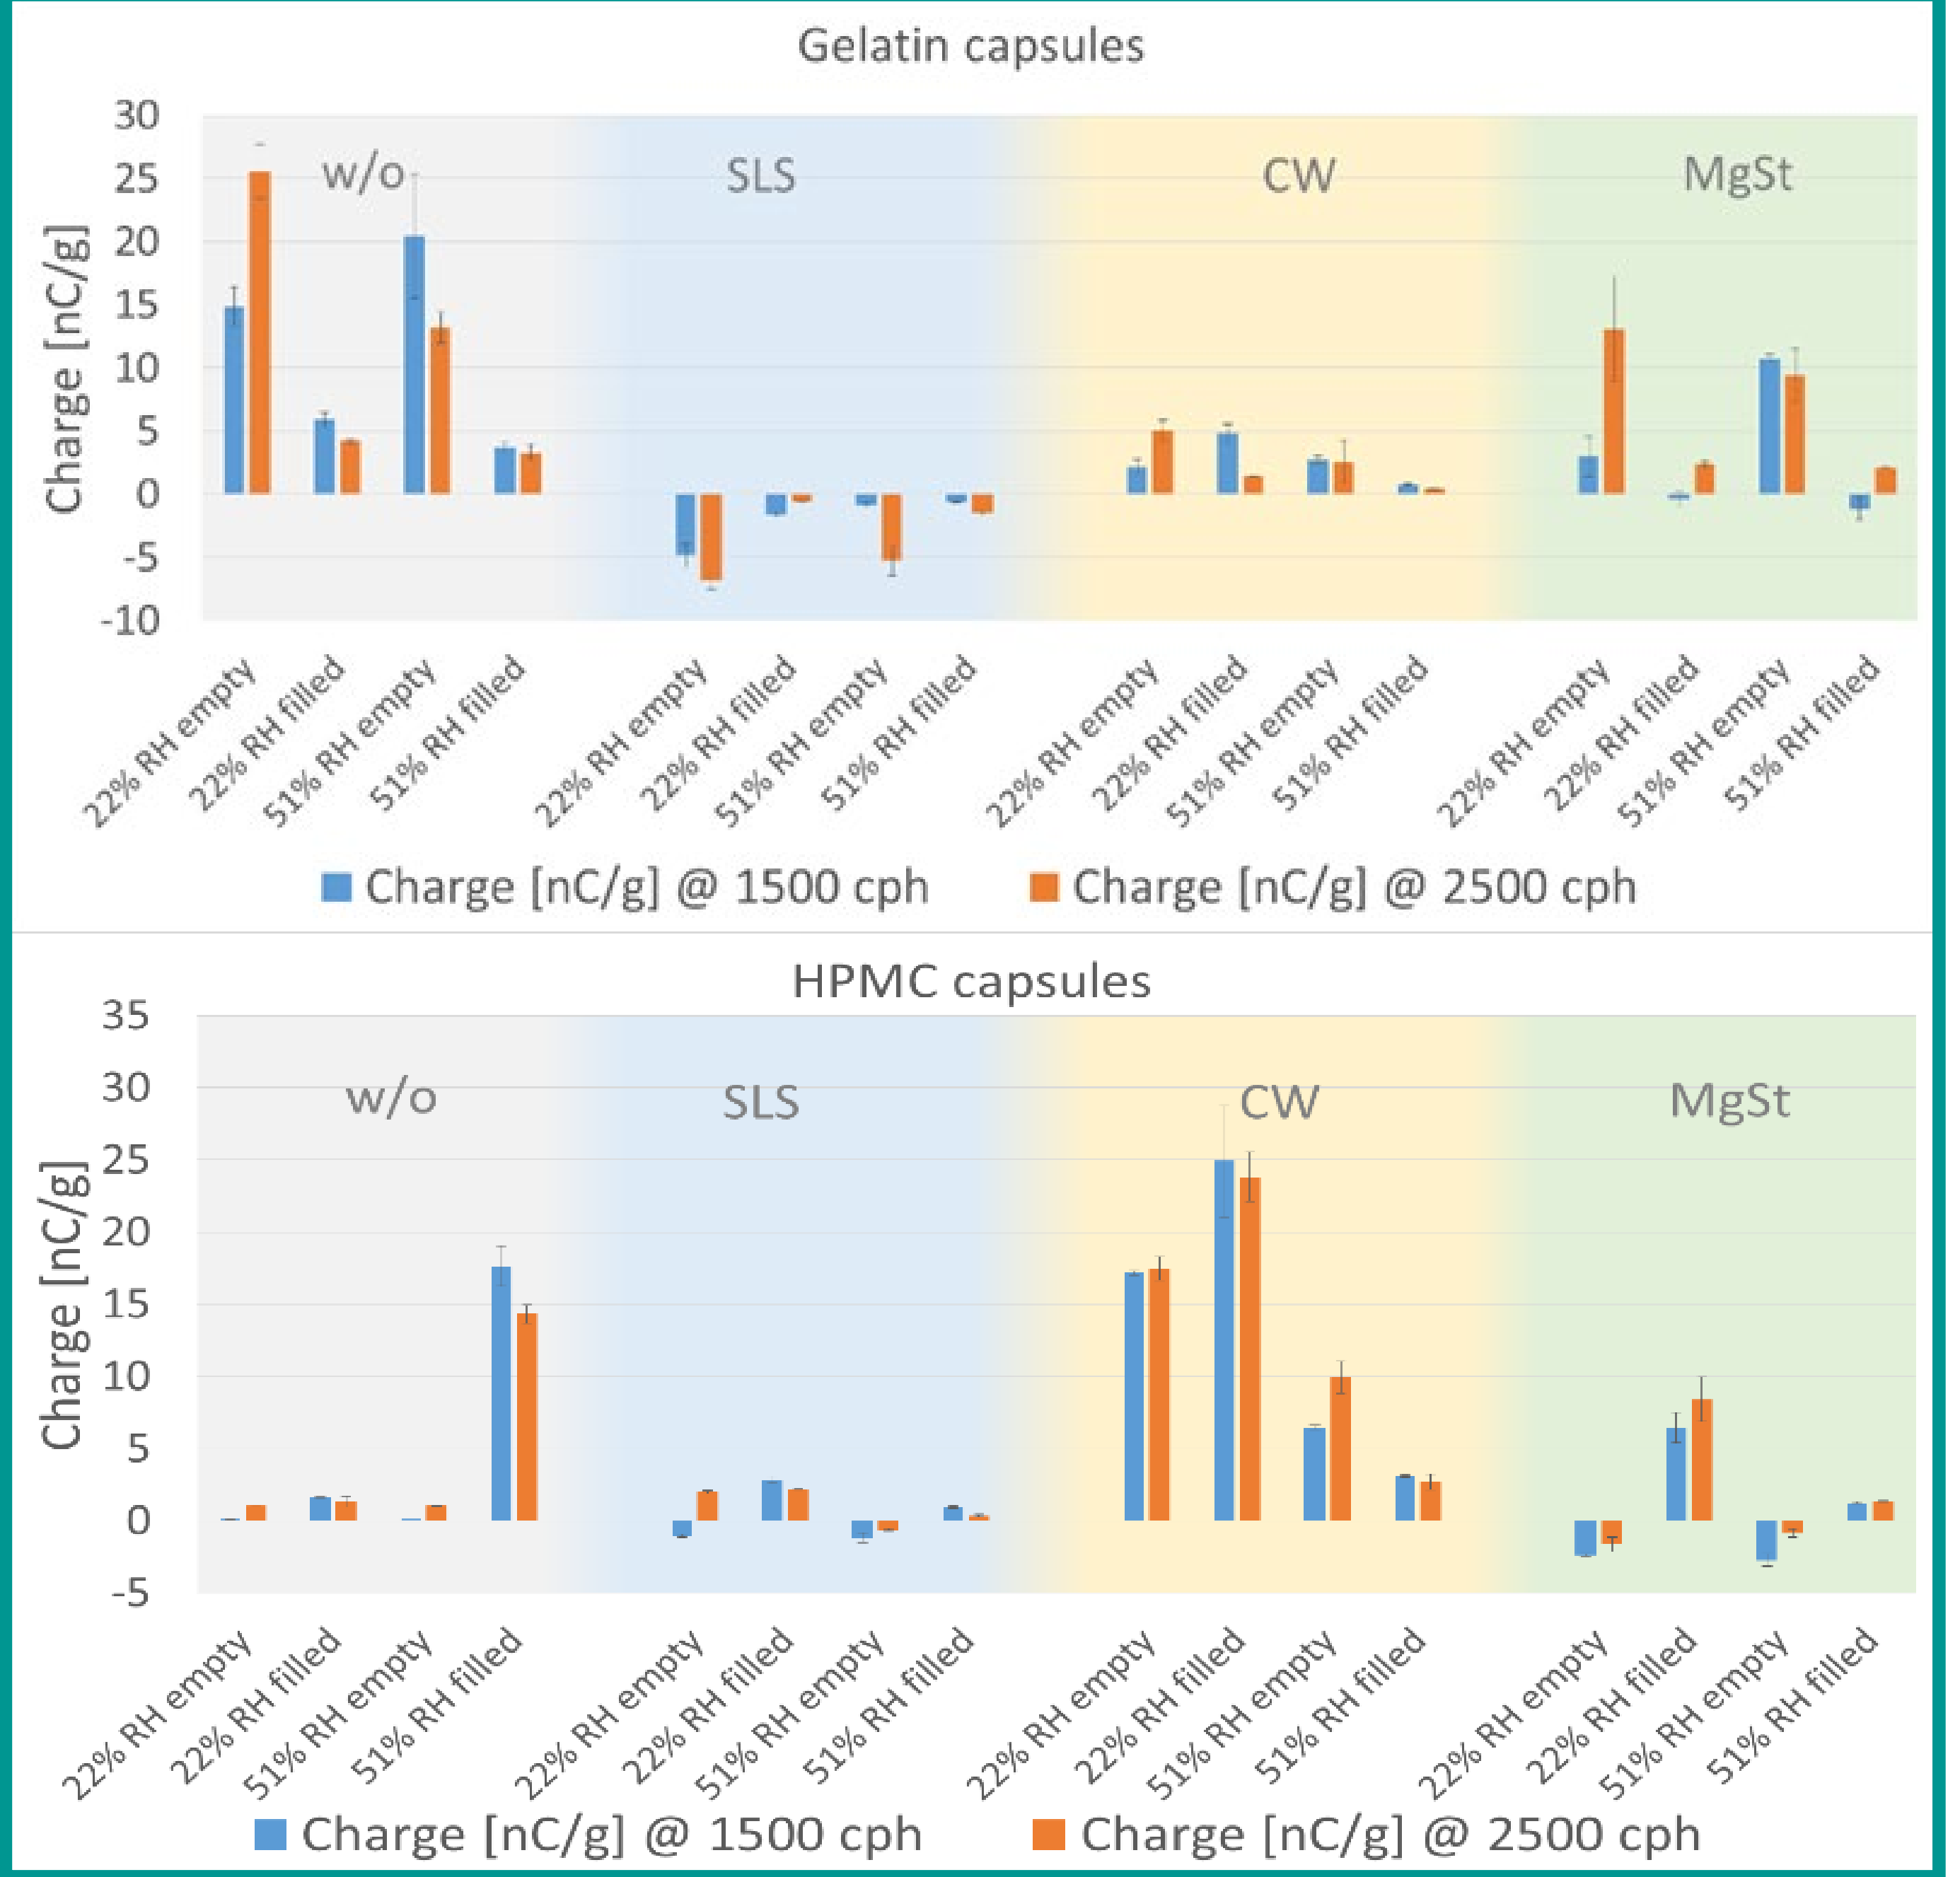 Gelatin capsules
30
25
20
15
10
5
0
-5
-10
Charge [nC/g]
w/o
SLS
CW
MgSt
22% RH empty
22% RH filled
51% RH empty
51% RH filled
22% RH empty
22% RH filled
51% RH empty
51% RH filled
22% RH empty
22% RH filled
51% RH empty
51% RH filled
22% RH empty
22% RH filled
51% RH empty
51% RH filled
Charge [nC/g] @ 1500 cph
Charge [nC/g] @ 2500 cph
HPMC capsules
35
30
25
20
15
10
5
0
-5
Charge [nC/g]
w/o
SLS
CW
MgSt
22% RH empty
22% RH filled
51% RH empty
51% RH filled
22% RH empty
22% RH filled
51% RH empty
51% RH filled
22% RH empty
22% RH filled
51% RH empty
51% RH filled
22% RH empty
22% RH filled
51% RH empty
51% RH filled
Charge [nC/g] @ 1500 cph
Charge [nC/g] @ 2500 cph